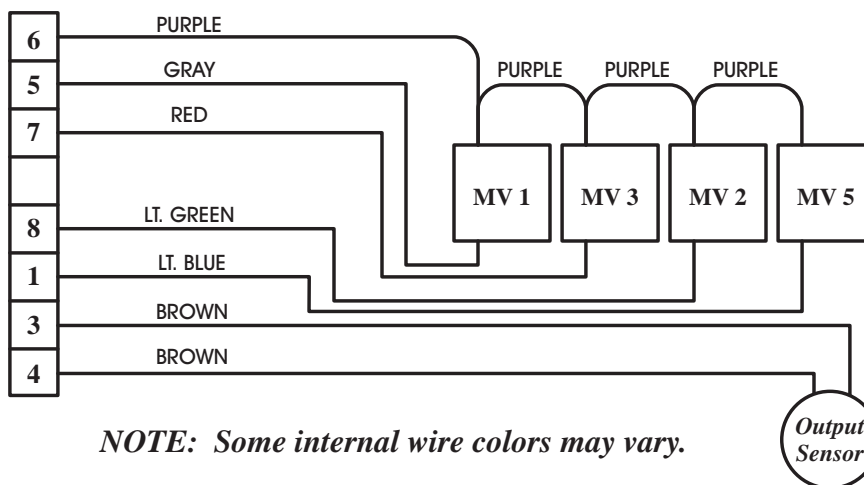 6
PURPLE
5
GRAY
PURPLE
PURPLE
PURPLE
7
RED
MV 1
MV 3
MV 2
MV 5
8
LT. GREEN
1
LT. BLUE
3
BROWN
4
BROWN
NOTE: Some internal wire colors may vary.
Output
Sensor